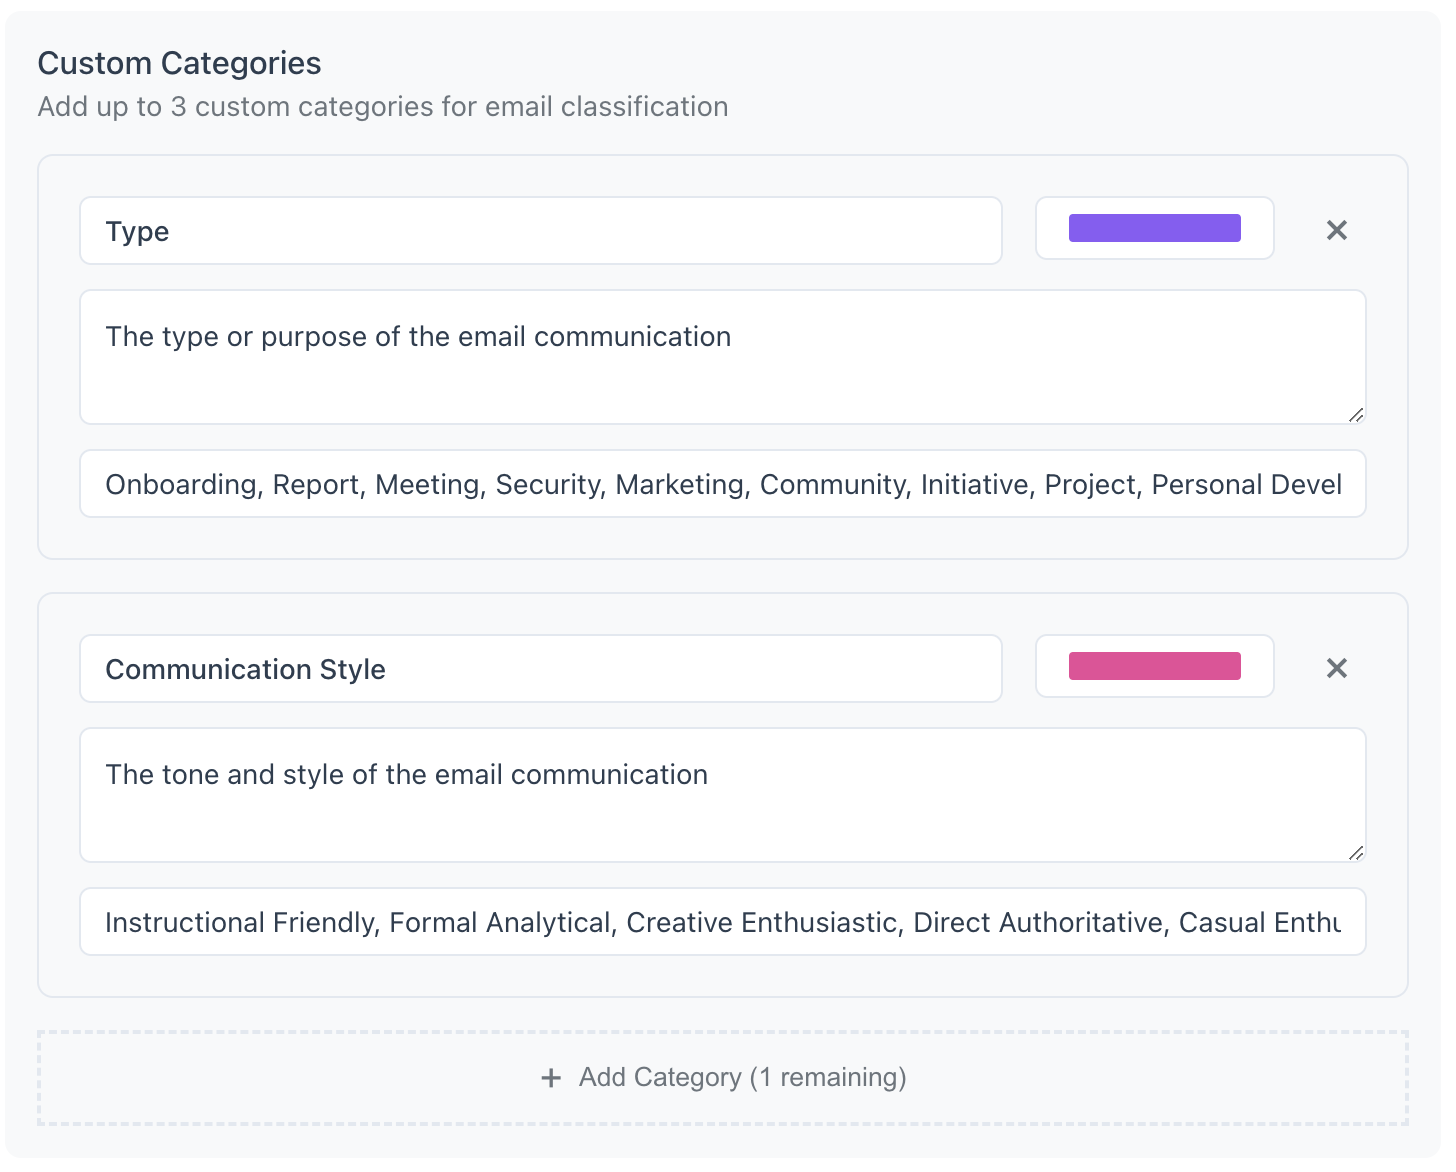 Custom Categories
Add up to 3 custom categories for email classification
Type
The type or purpose of the email communication
Onboarding, Report, Meeting, Security, Marketing, Community, Initiative, Project, Personal Devel
Communication Style
The tone and style of the email communication
Instructional Friendly, Formal Analytical, Creative Enthusiastic, Direct Authoritative, Casual Enthu
+ Add Category (1 remaining)